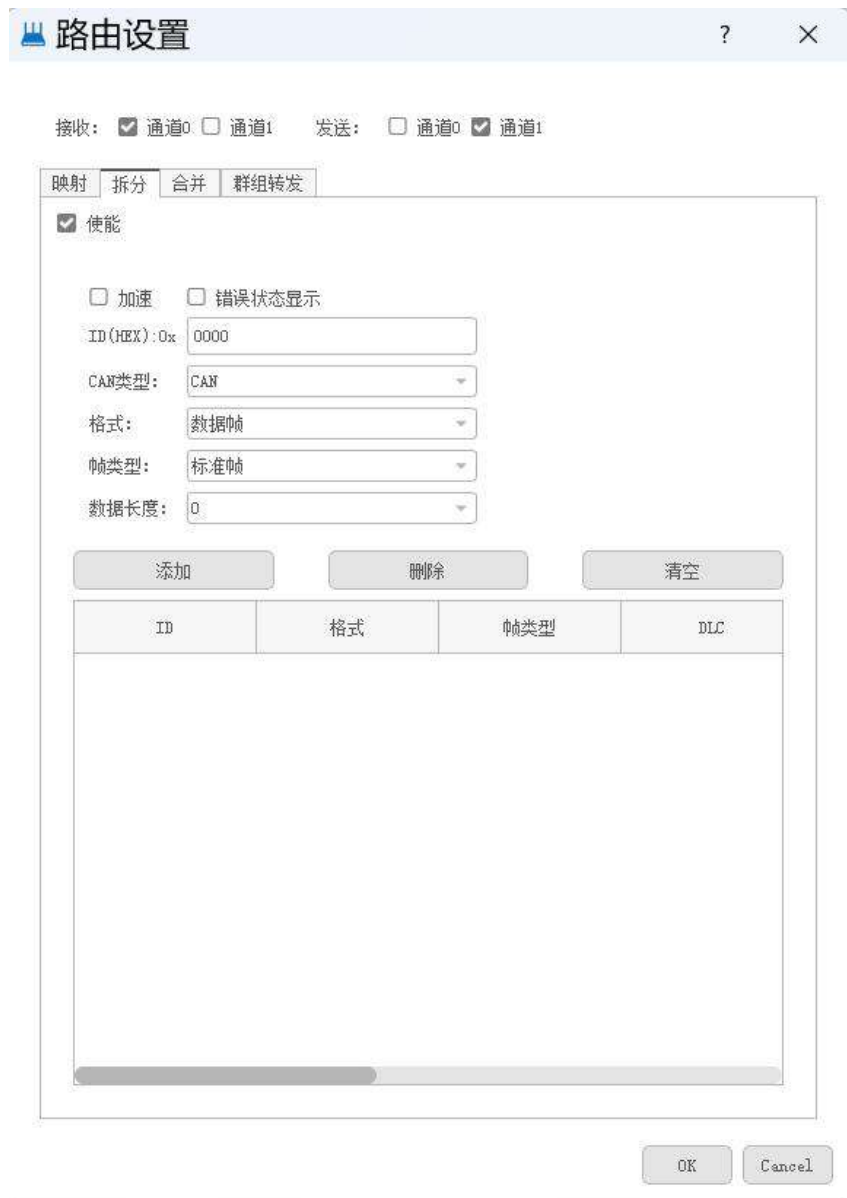 路由设置 ? ×
接收: 通道0 通道1 发送: 通道0 通道1
映射 拆分 合并 群组转发
使能
加速 错误状态显示
ID(HEX):0x 0000
CAN类型: CAN
格式: 数据帧
帧类型: 标准帧
数据长度: 0
添加 删除 清空
ID 格式 帧类型 DLC
OK Cancel